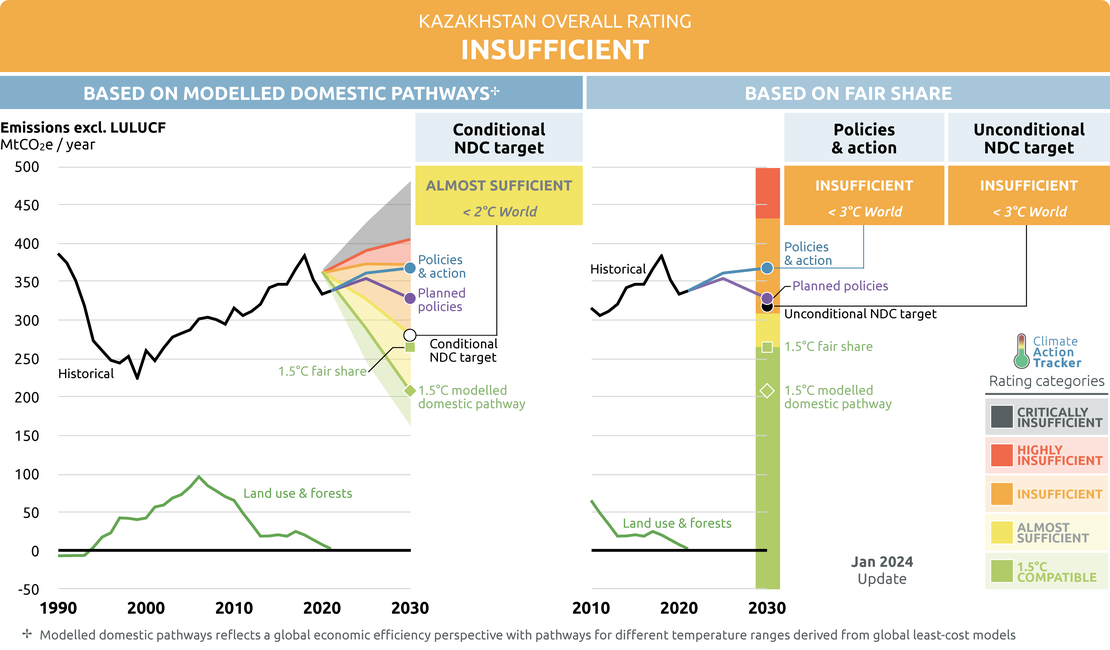 KAZAKHSTAN OVERALL RATING
INSUFFICIENT
BASED ON MODELLED DOMESTIC PATHWAYS✢
BASED ON FAIR SHARE
Emissions excl. LULUCF
MtCO₂e / year
Conditional
NDC target
ALMOST SUFFICIENT
< 2°C World
Policies
& action
INSUFFICIENT
< 3°C World
Unconditional
NDC target
INSUFFICIENT
< 3°C World
500
450
400
350
300
250
200
150
100
50
0
-50
1990
2000
2010
2020
2030
Historical
Policies
& action
Planned
policies
Conditional
NDC target
1.5°C fair share
1.5°C modelled
domestic pathway
Land use & forests
Historical
Policies
& action
Planned policies
Unconditional NDC target
1.5°C fair share
1.5°C modelled
domestic pathway
Land use & forests
2010
2020
2030
Climate
Action
Tracker
Rating categories
CRITICALLY
INSUFFICIENT
HIGHLY
INSUFFICIENT
INSUFFICIENT
ALMOST
SUFFICIENT
1.5°C
COMPATIBLE
Jan 2024
Update
✢ Modelled domestic pathways reflects a global economic efficiency perspective with pathways for different temperature ranges derived from global least-cost models